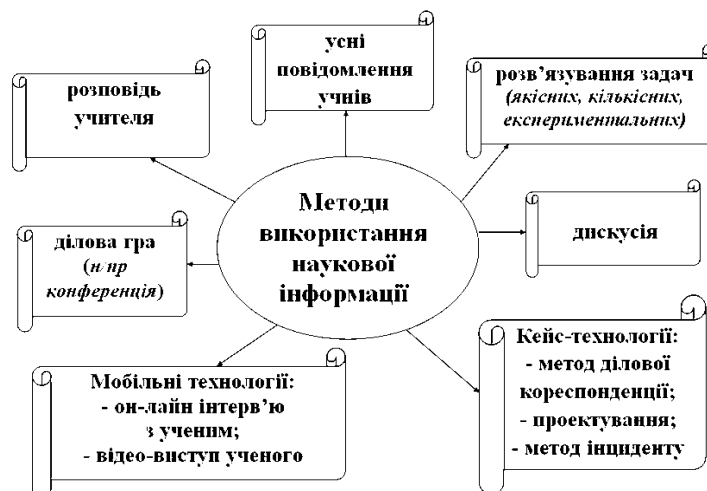 усні
повідомлення
учнів
розповідь
учителя
розв’язування задач
(якісних, кількісних,
експериментальних)
Методи
використання
наукової
інформації
ділова гра
(н/пр
конференція)
дискусія
Мобільні технології:
- он-лайн інтерв’ю
з ученим;
- відео-виступ ученого
Кейс-технології:
- метод ділової
кореспонденції;
- проектування;
- метод інциденту